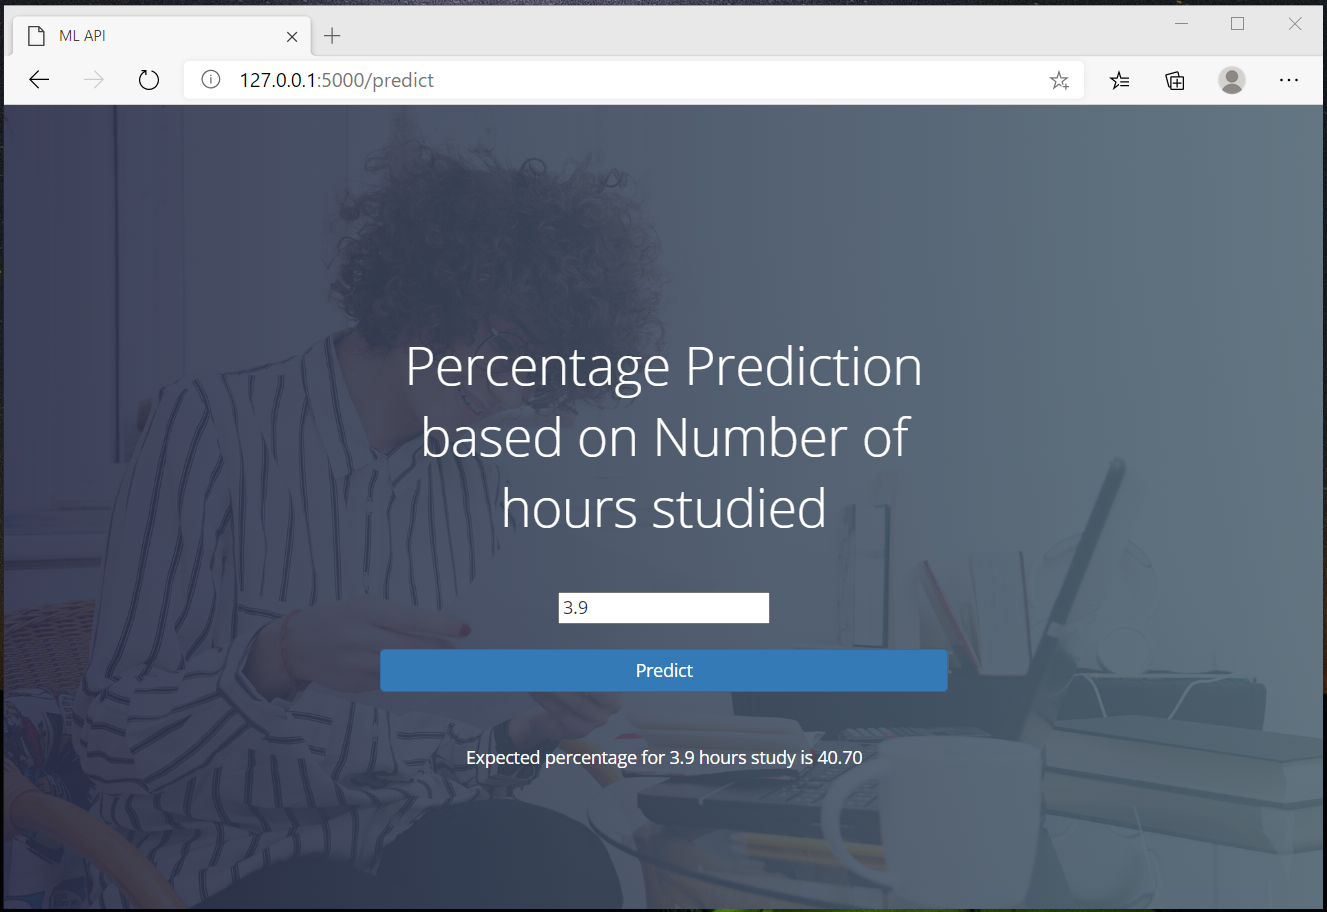 ML API
127.0.0.1:5000/predict
Percentage Prediction
based on Number of
hours studied
3.9
Predict
Expected percentage for 3.9 hours study is 40.70